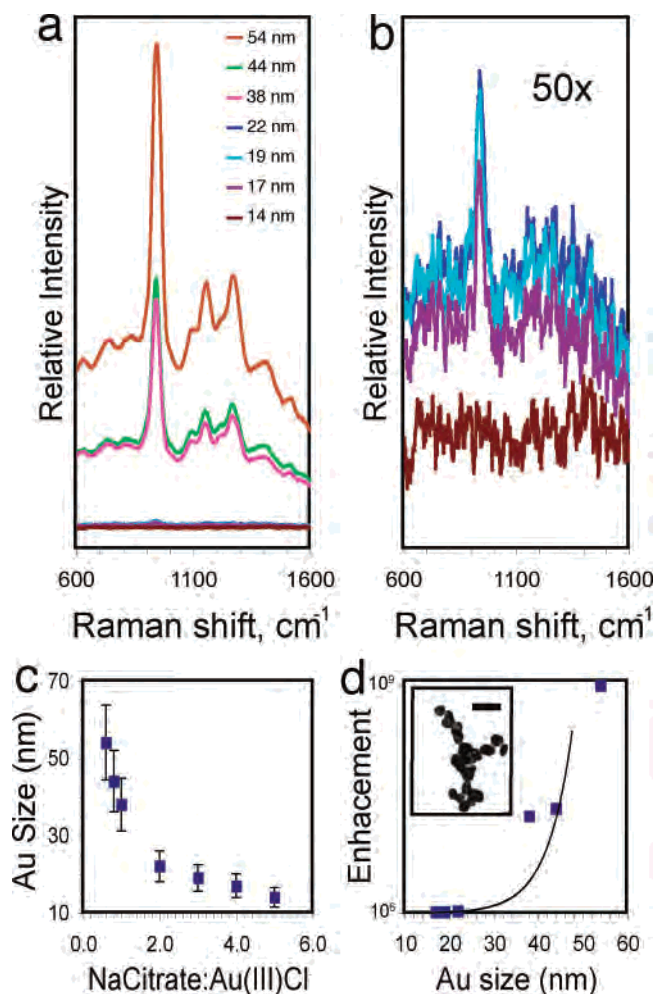 a
54 nm
44 nm
38 nm
22 nm
19 nm
17 nm
14 nm
Relative Intensity
600 1100 1600
Raman shift, cm-1
b
50x
Relative Intensity
600 1100 1600
Raman shift, cm-1
c
Au Size (nm)
70
50
30
10
0.0 2.0 4.0 6.0
NaCitrate:Au(III)Cl
d
Enhacement
10⁹
10⁶
10 20 30 40 50 60
Au size (nm)